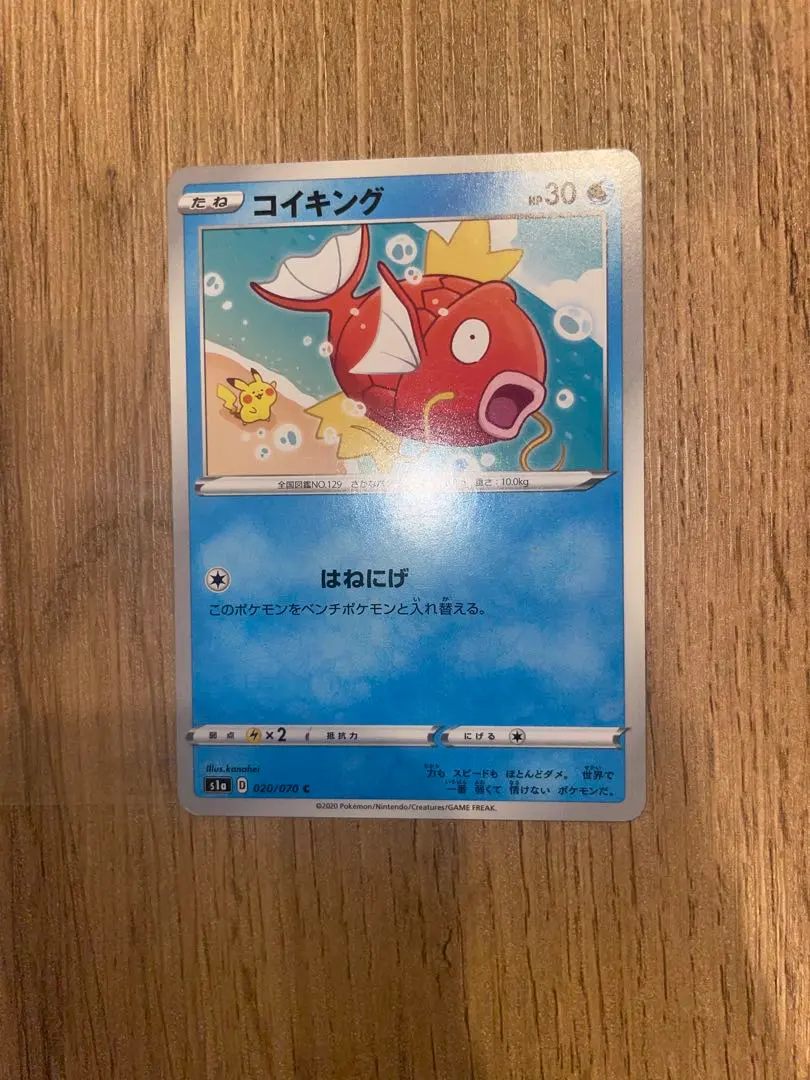 たね コイキング HP30
全国図鑑NO.129 さかな 重さ:10.0kg
はねにげ
このポケモンをベンチポケモンと入れ替える。
弱点 ×2 抵抗力 にげる
Illus.kanahei
力も スピードも ほとんどダメ。 世界で
一番 弱くて 情けない ポケモンだ。
s1a D 020/070 C
©2020 Pokémon/Nintendo/Creatures/GAME FREAK.